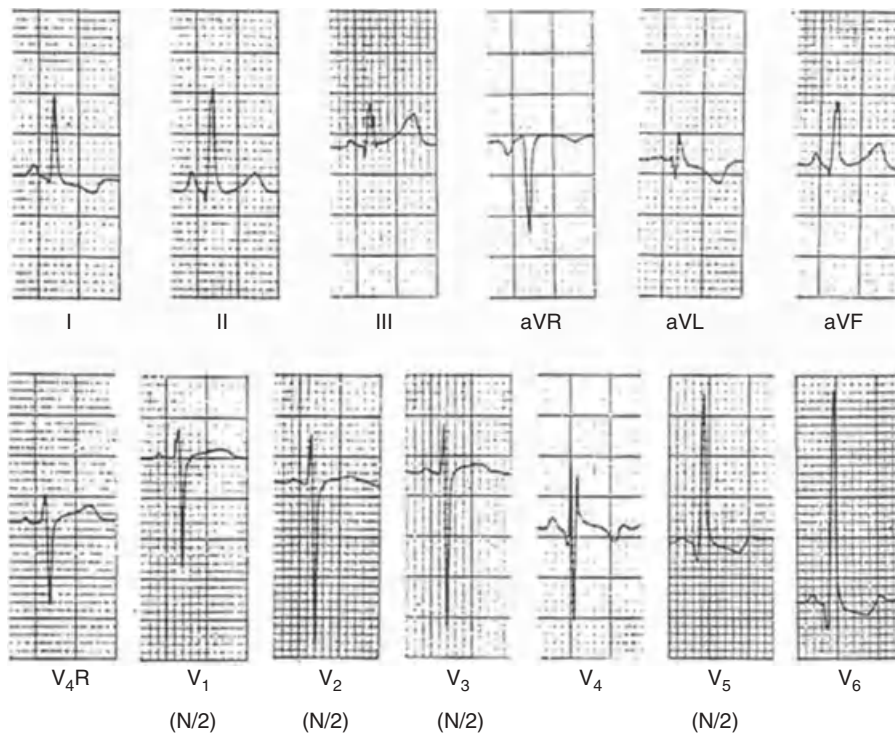 I II III aVR aVL aVF
V₄R V₁ V₂ V₃ V₄ V₅ V₆
(N/2) (N/2) (N/2) (N/2)